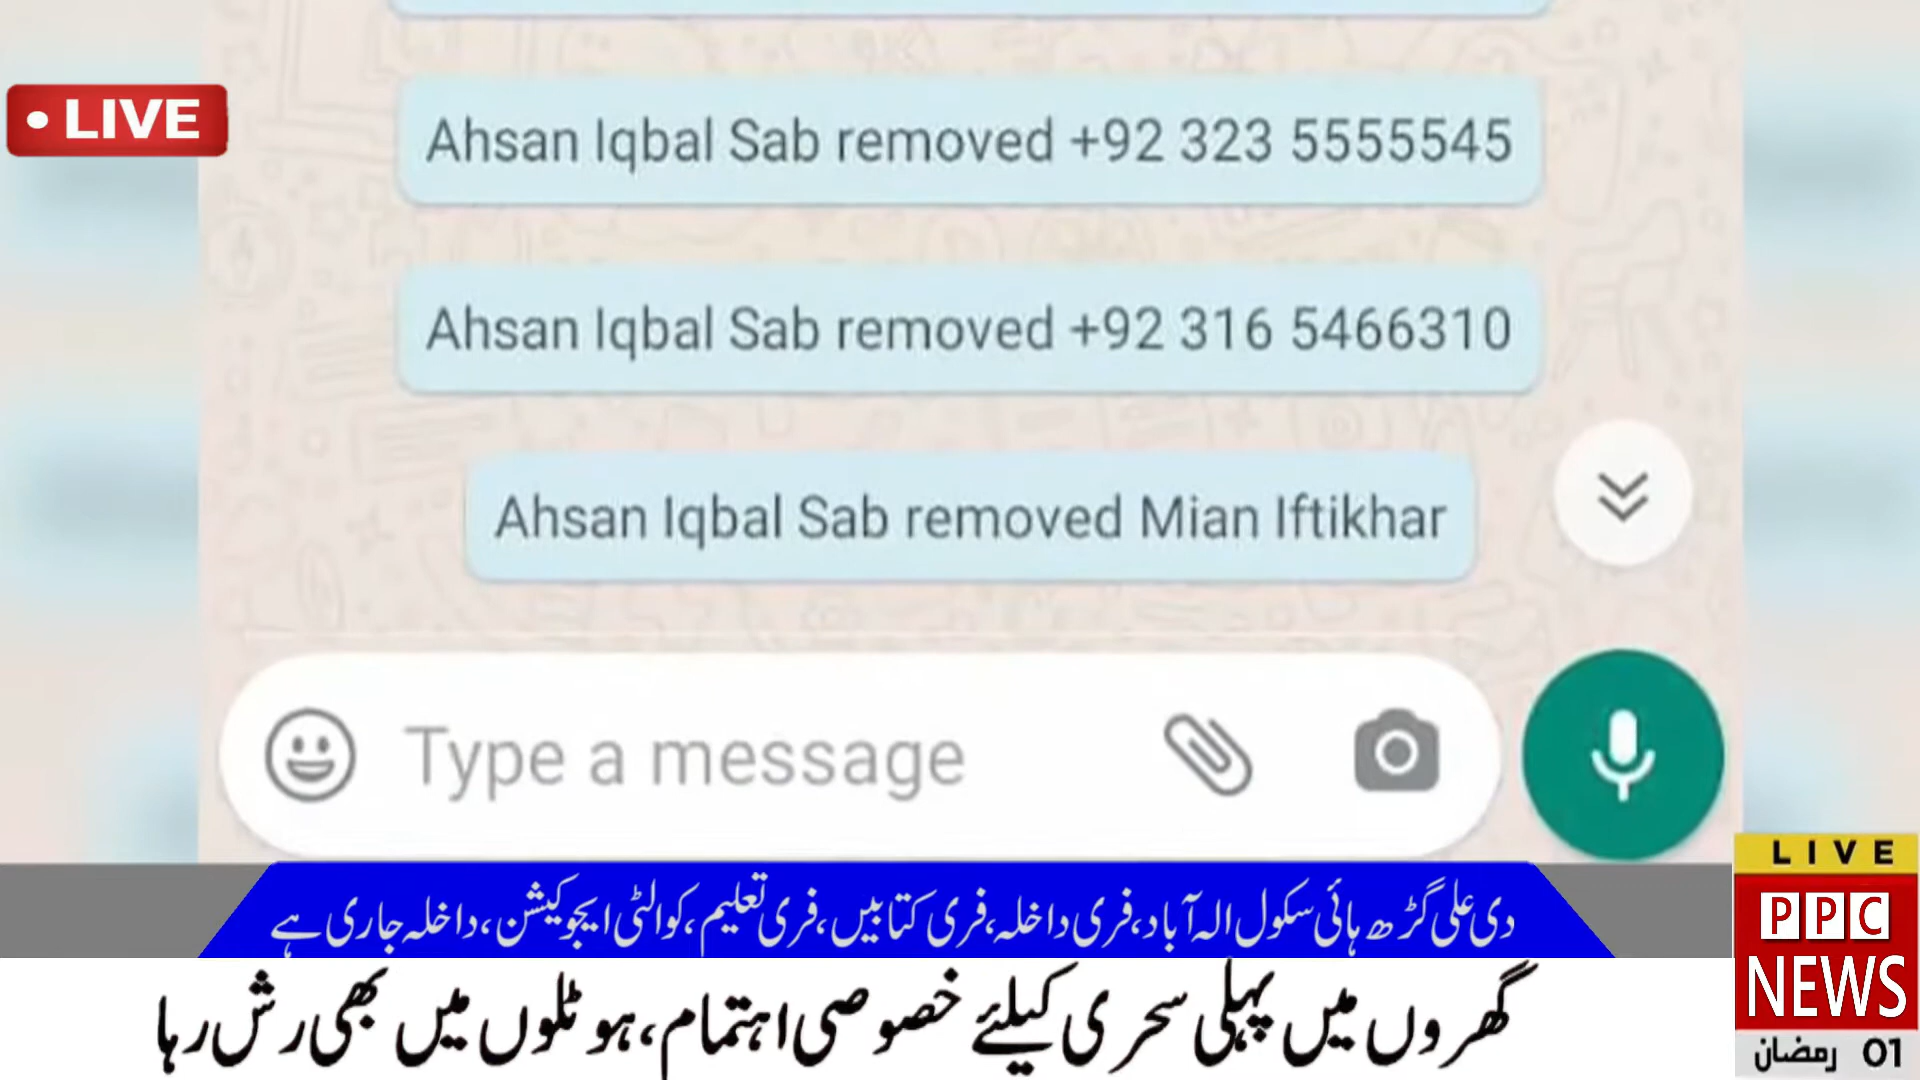 • LIVE
Ahsan Iqbal Sab removed +92 323 5555545
Ahsan Iqbal Sab removed +92 316 5466310
Ahsan Iqbal Sab removed Mian Iftikhar
Type a message
دی علی گڑھ ہائی سکول الہ آباد،فری داخلہ،فری کتابیں،فری تعلیم،کوالٹی ایجوکیشن،داخلہ جاری ہے
گھروں میں پہلی سحری کیلئے خصوصی اہتمام،ہوٹلوں میں بھی رش رہا
LIVE
PPC
NEWS
01 رمضان